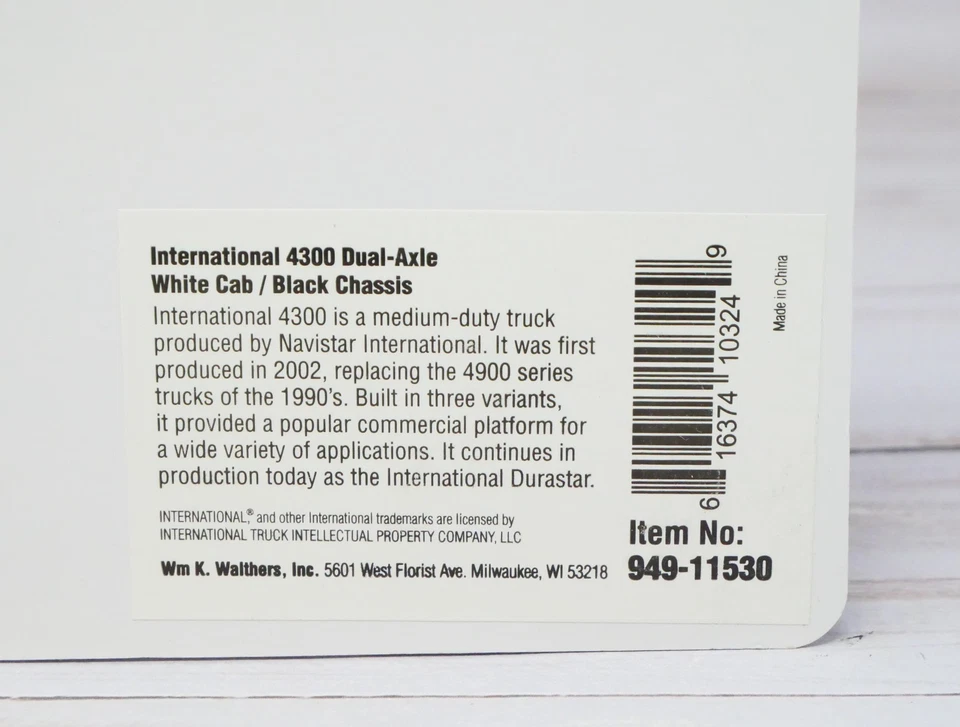 International 4300 Dual-Axle
White Cab / Black Chassis
International 4300 is a medium-duty truck
produced by Navistar International. It was first
produced in 2002, replacing the 4900 series
trucks of the 1990's. Built in three variants,
it provided a popular commercial platform for
a wide variety of applications. It continues in
production today as the International Durastar.
INTERNATIONAL,® and other International trademarks are licensed by
INTERNATIONAL TRUCK INTELLECTUAL PROPERTY COMPANY, LLC
Wm K. Walthers, Inc. 5601 West Florist Ave. Milwaukee, WI 53218
6 16374 10324 9
Made in China
Item No:
949-11530